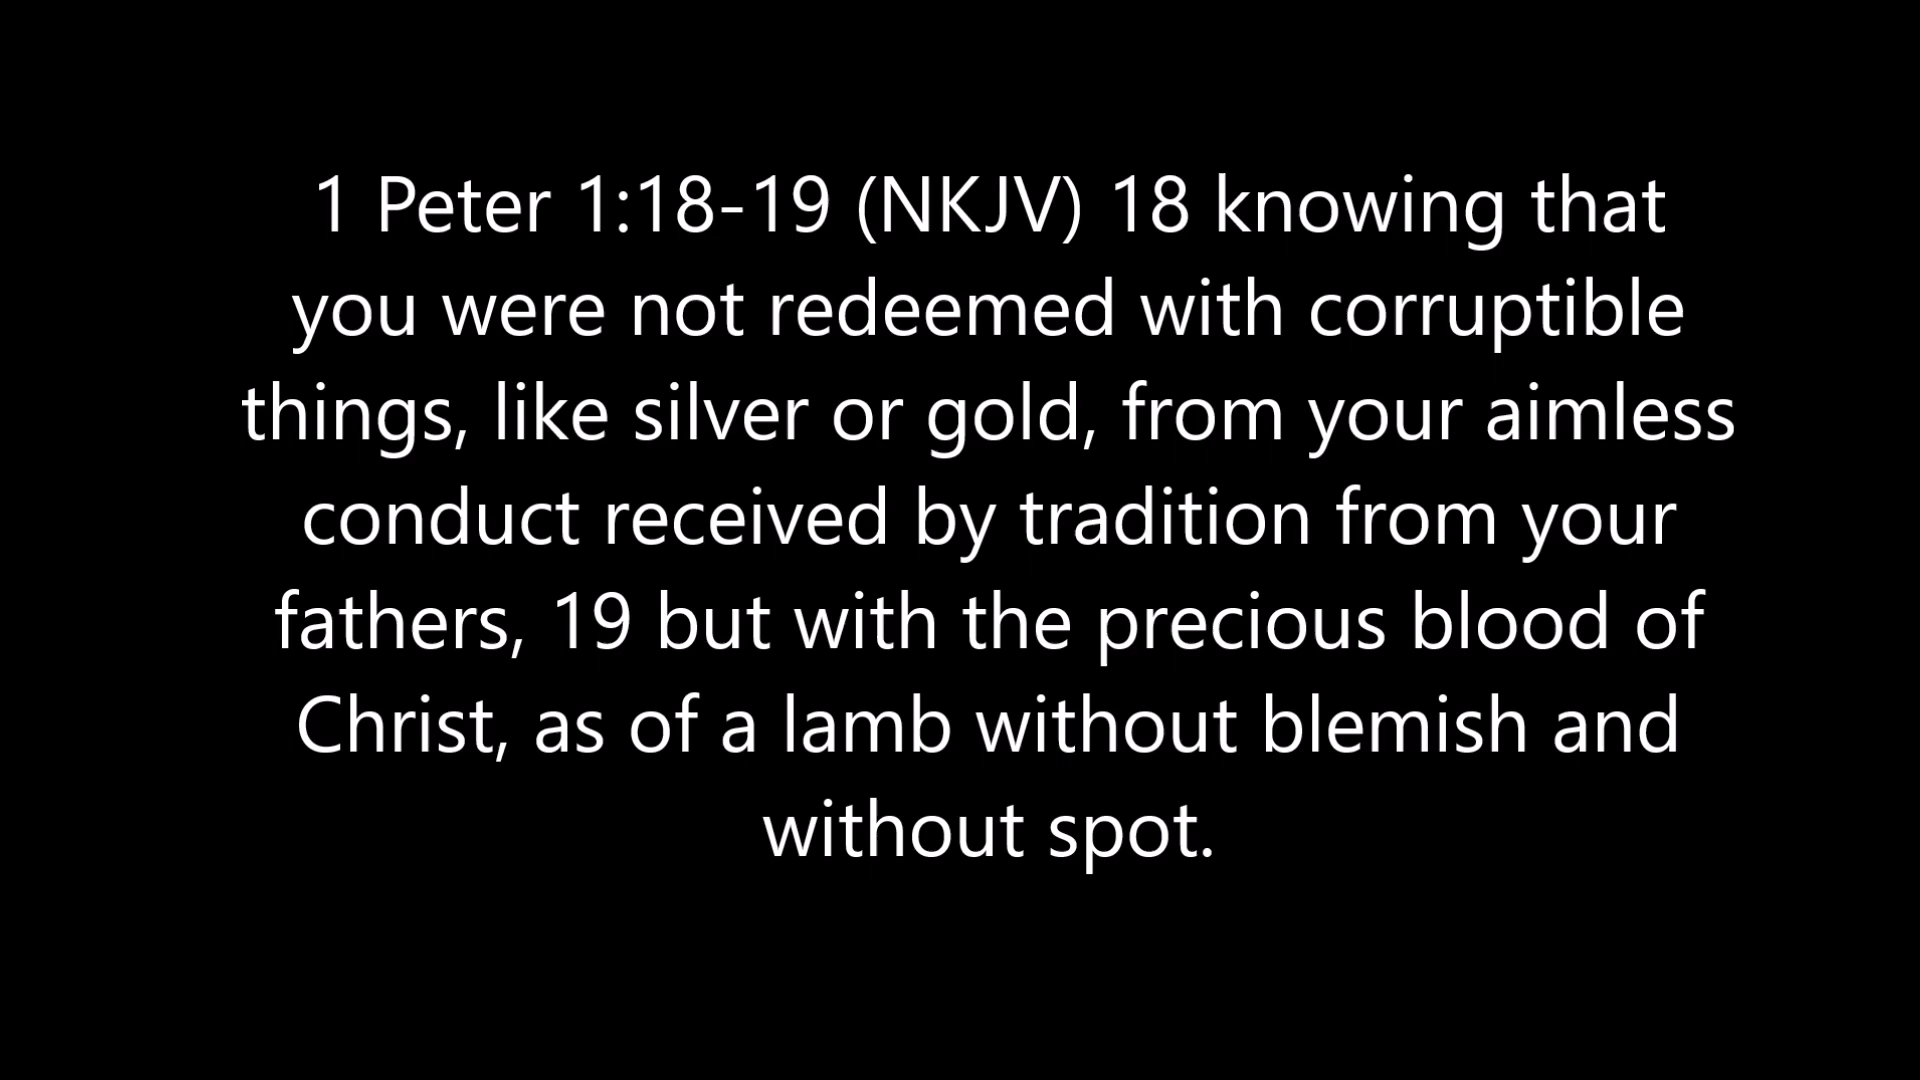 1 Peter 1:18-19 (NKJV) 18 knowing that
you were not redeemed with corruptible
things, like silver or gold, from your aimless
conduct received by tradition from your
fathers, 19 but with the precious blood of
Christ, as of a lamb without blemish and
without spot.